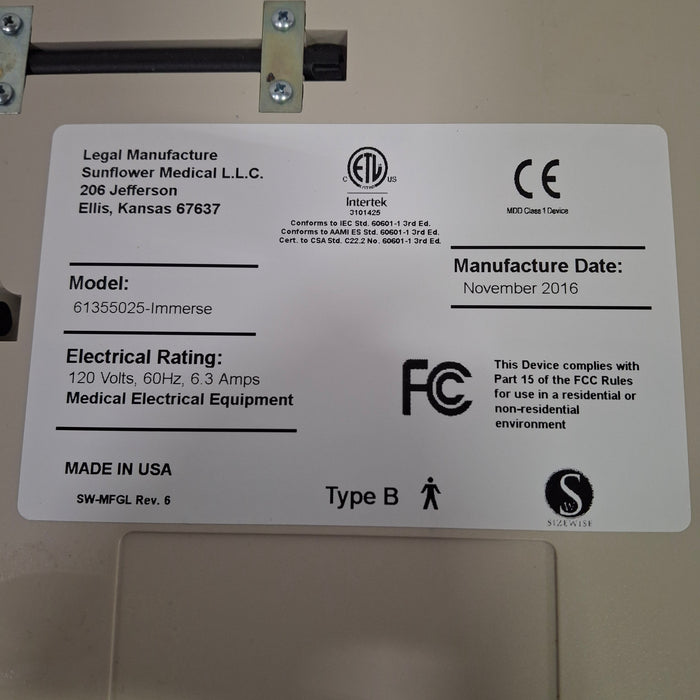 Legal Manufacture
Sunflower Medical L.L.C.
206 Jefferson
Ellis, Kansas 67637
C ETL US
Intertek
3101425
Conforms to IEC Std. 60601-1 3rd Ed.
Conforms to AAMI ES Std. 60601-1 3rd Ed.
Cert. to CSA Std. C22.2 No. 60601-1 3rd Ed.
CE
MDD Class 1 Device
Manufacture Date:
November 2016
Model:
61355025-Immerse
Electrical Rating:
120 Volts, 60Hz, 6.3 Amps
Medical Electrical Equipment
FC
This Device complies with
Part 15 of the FCC Rules
for use in a residential or
non-residential
environment
MADE IN USA
SW-MFGL Rev. 6
Type B
S
W
SIZEWISE